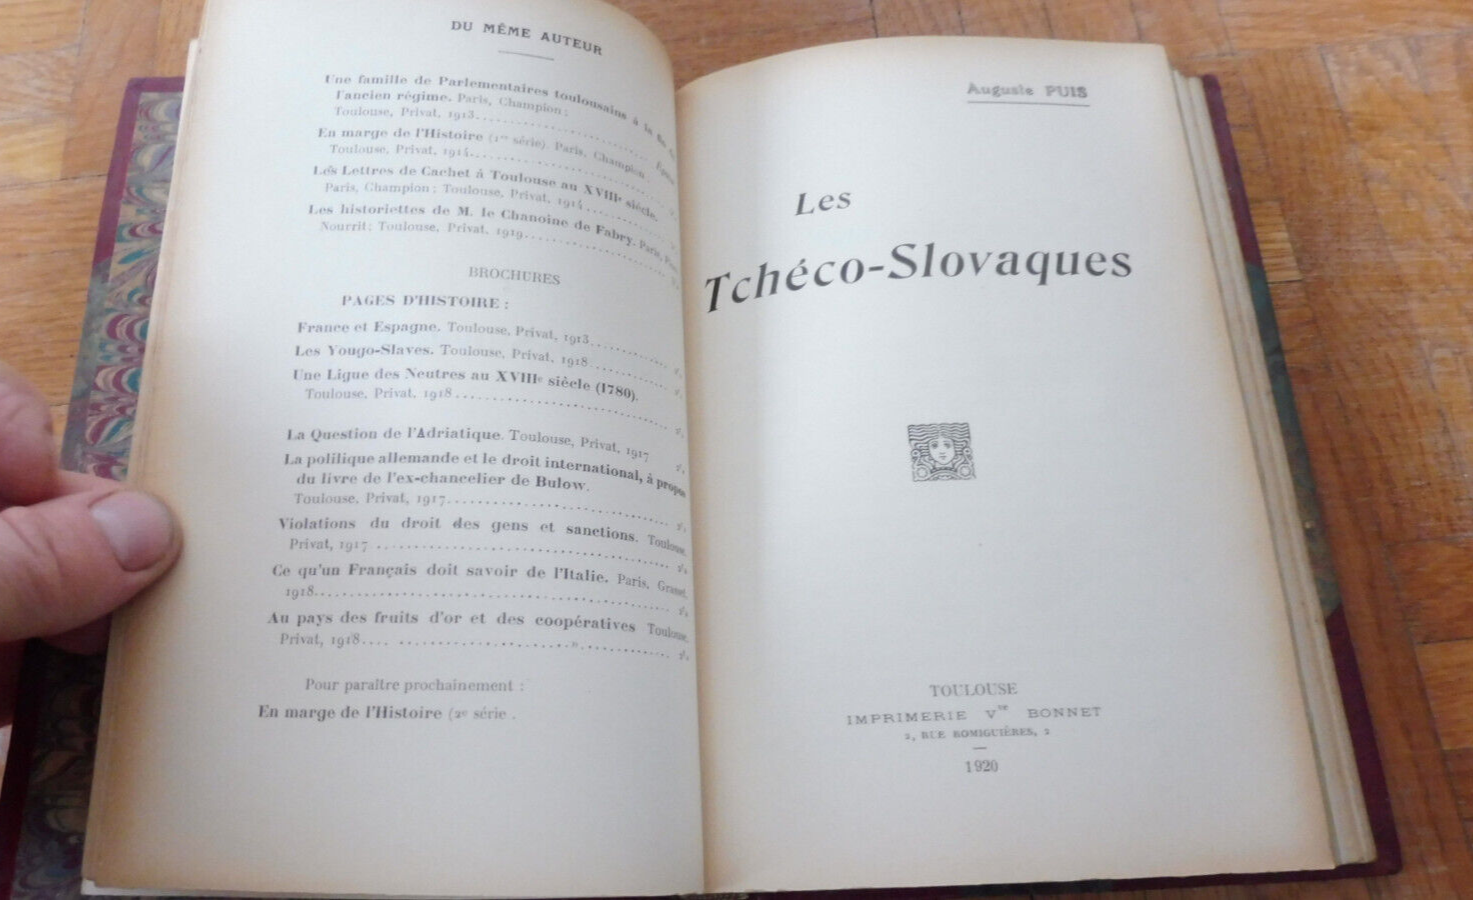 DU MÊME AUTEUR
Une famille de Parlementaires toulousains à la fin de
l'ancien régime. Paris, Champion;
Toulouse, Privat, 1913
En marge de l'Histoire (1re série). Paris, Champion
Toulouse, Privat, 1914
Les Lettres de Cachet à Toulouse au XVIIIe siècle.
Paris, Champion; Toulouse, Privat, 1914
Les historiettes de M. le Chanoine de Fabry. Paris,
Nourrit; Toulouse, Privat, 1919
BROCHURES
PAGES D'HISTOIRE :
France et Espagne. Toulouse, Privat, 1913
Les Yougo-Slaves. Toulouse, Privat, 1918
Une Ligue des Neutres au XVIIIe siècle (1780).
Toulouse, Privat, 1918
La Question de l'Adriatique. Toulouse, Privat, 1917
La polilique allemande et le droit international, à propos
du livre de l'ex-chancelier de Bulow.
Toulouse, Privat, 1917
Violations du droit des gens et sanctions. Toulouse,
Privat, 1917
Ce qu'un Français doit savoir de l'Italie. Paris,
1918
Au pays des fruits d'or et des coopératives Toulouse,
Privat, 1918
Pour paraître prochainement :
En marge de l'Histoire (2e série .
Auguste PUIS
Les
Tchéco-Slovaques
TOULOUSE
IMPRIMERIE Vve BONNET
2, RUE ROMIGUIÈRES, 2
1920